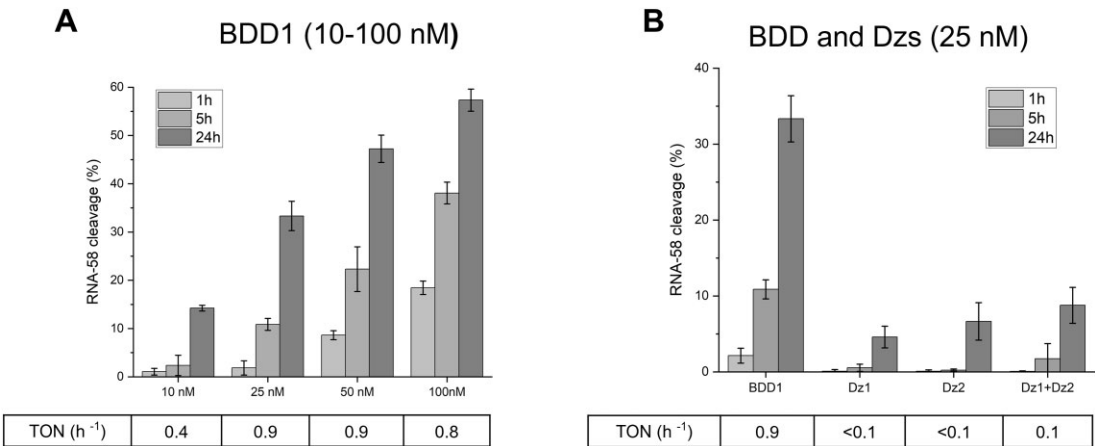 A
BDD1 (10-100 nM)
RNA-58 cleavage (%)
60
50
40
30
20
10
0
1h
5h
24h
10 nM 25 nM 50 nM 100nM
TON (h -1) 0.4 0.9 0.9 0.8
B
BDD and Dzs (25 nM)
RNA-58 cleavage (%)
40
30
20
10
0
1h
5h
24h
BDD1 Dz1 Dz2 Dz1+Dz2
TON (h -1) 0.9 <0.1 <0.1 0.1